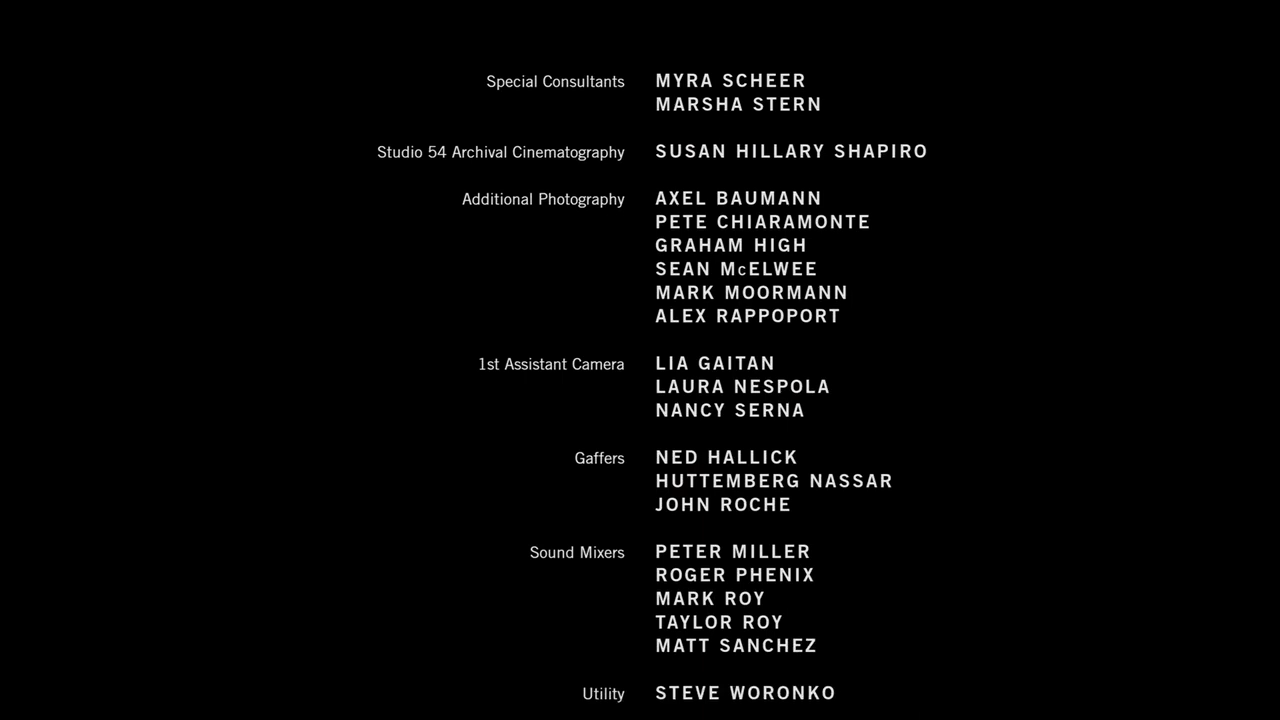 Special Consultants MYRA SCHEER
MARSHA STERN
Studio 54 Archival Cinematography SUSAN HILLARY SHAPIRO
Additional Photography AXEL BAUMANN
PETE CHIARAMONTE
GRAHAM HIGH
SEAN McELWEE
MARK MOORMANN
ALEX RAPPOPORT
1st Assistant Camera LIA GAITAN
LAURA NESPOLA
NANCY SERNA
Gaffers NED HALLICK
HUTTEMBERG NASSAR
JOHN ROCHE
Sound Mixers PETER MILLER
ROGER PHENIX
MARK ROY
TAYLOR ROY
MATT SANCHEZ
Utility STEVE WORONKO